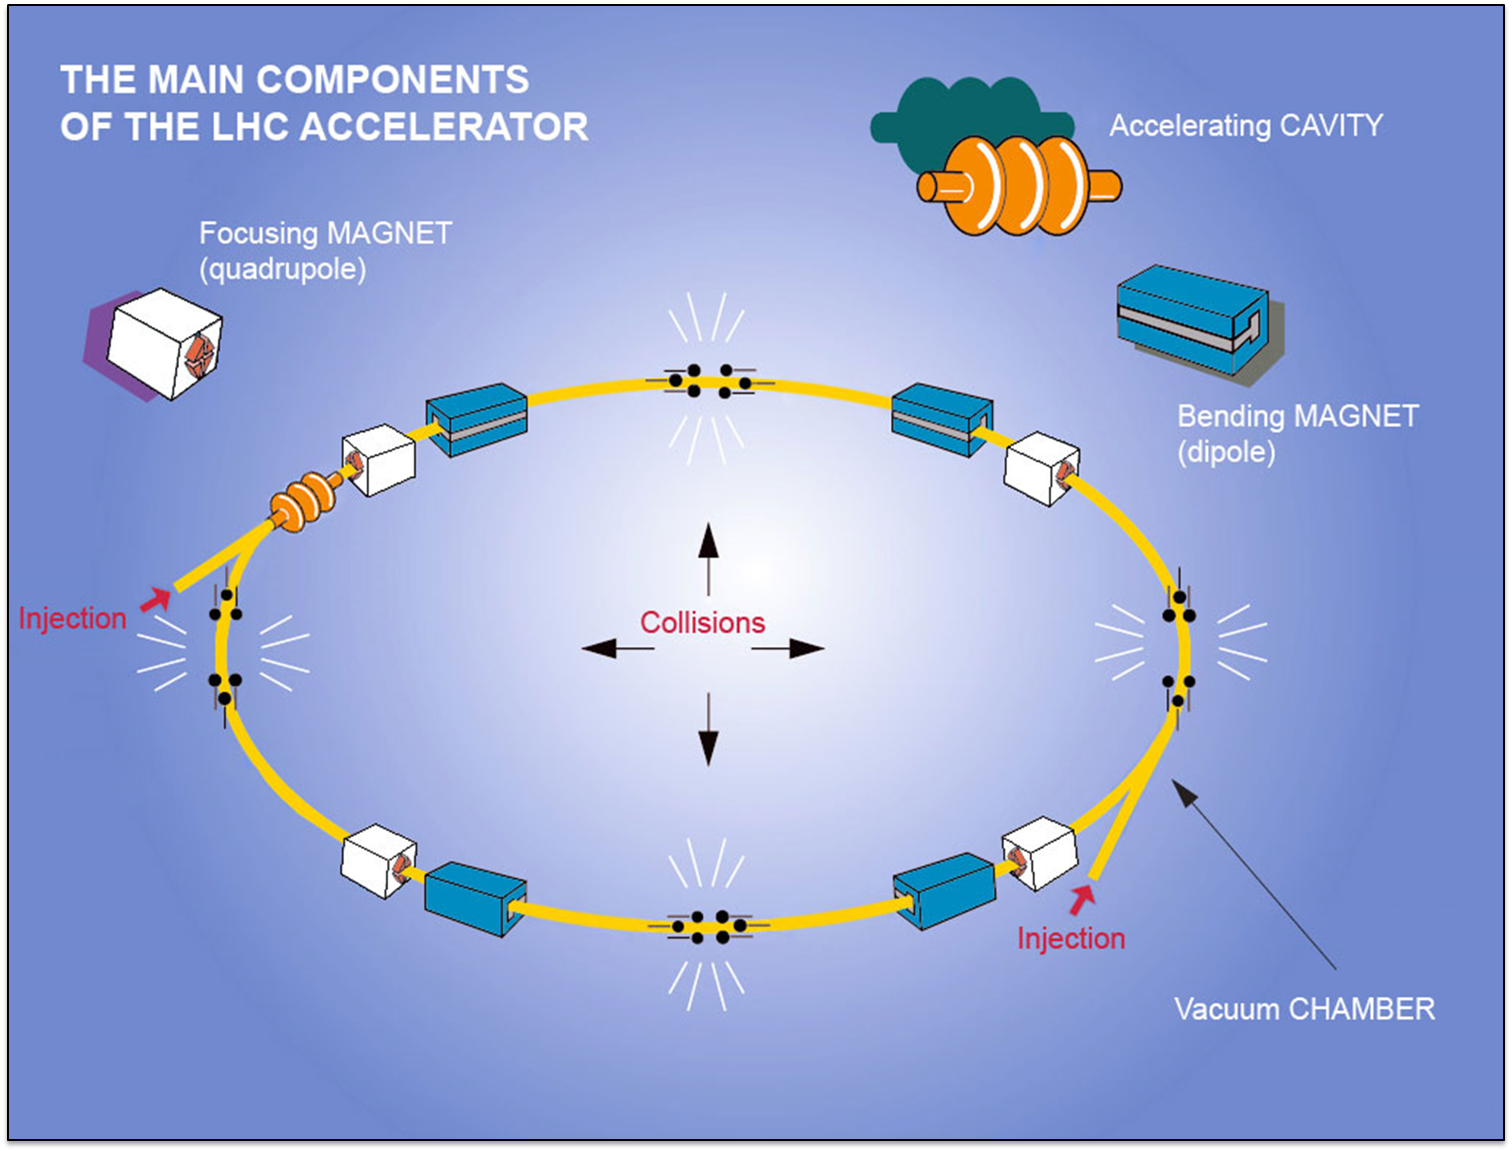 THE MAIN COMPONENTS
OF THE LHC ACCELERATOR
Accelerating CAVITY
Focusing MAGNET
(quadrupole)
Bending MAGNET
(dipole)
Injection
Collisions
Injection
Vacuum CHAMBER